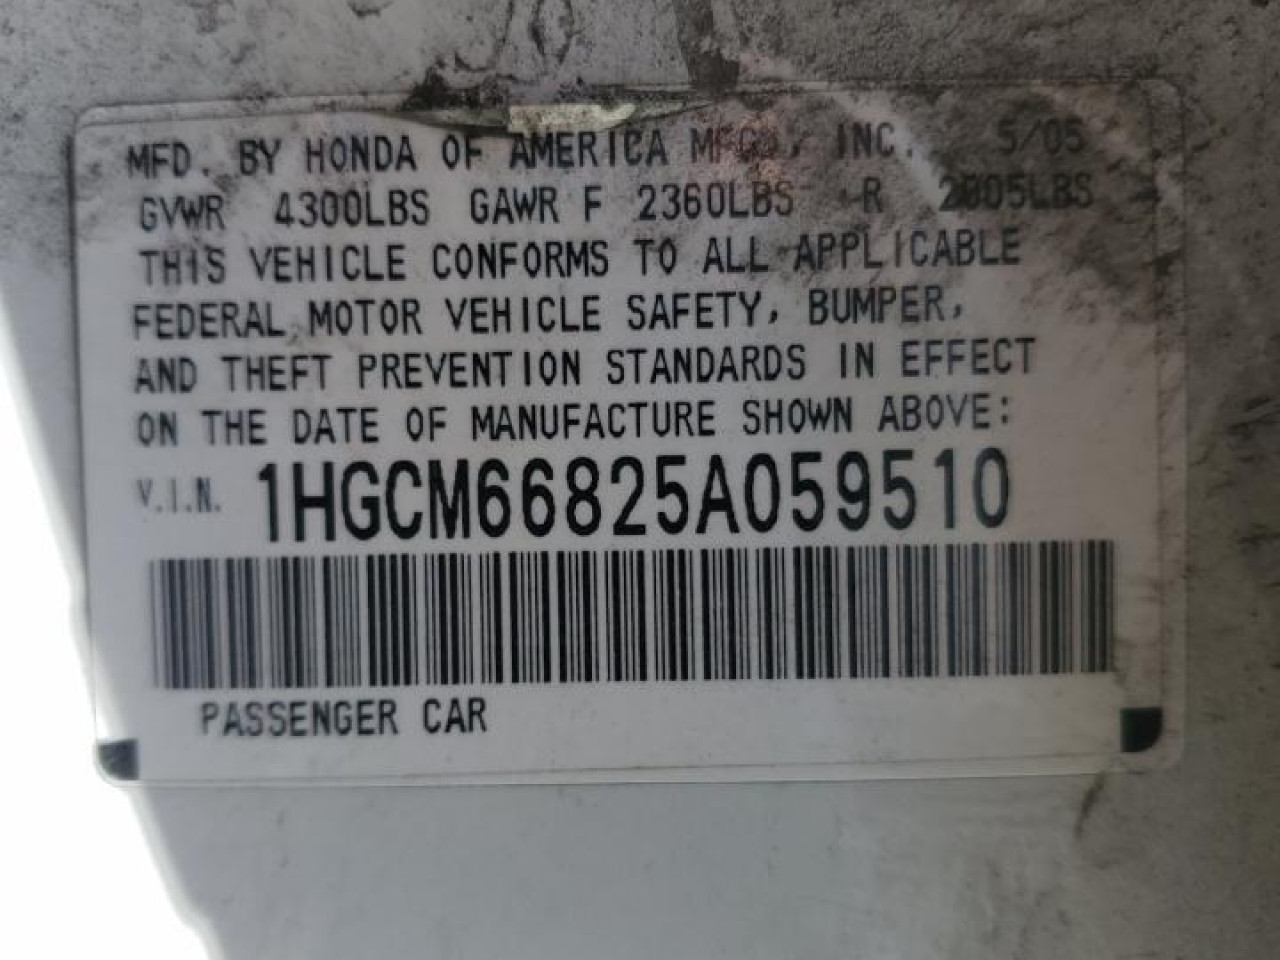 MFD. BY HONDA OF AMERICA MFG., INC. 5/05
GVWR 4300LBS GAWR F 2360LBS R
THIS VEHICLE CONFORMS TO ALL APPLICABLE
FEDERAL MOTOR VEHICLE SAFETY, BUMPER,
AND THEFT PREVENTION STANDARDS IN EFFECT
ON THE DATE OF MANUFACTURE SHOWN ABOVE:
V.I.N. 1HGCM66825A059510
PASSENGER CAR